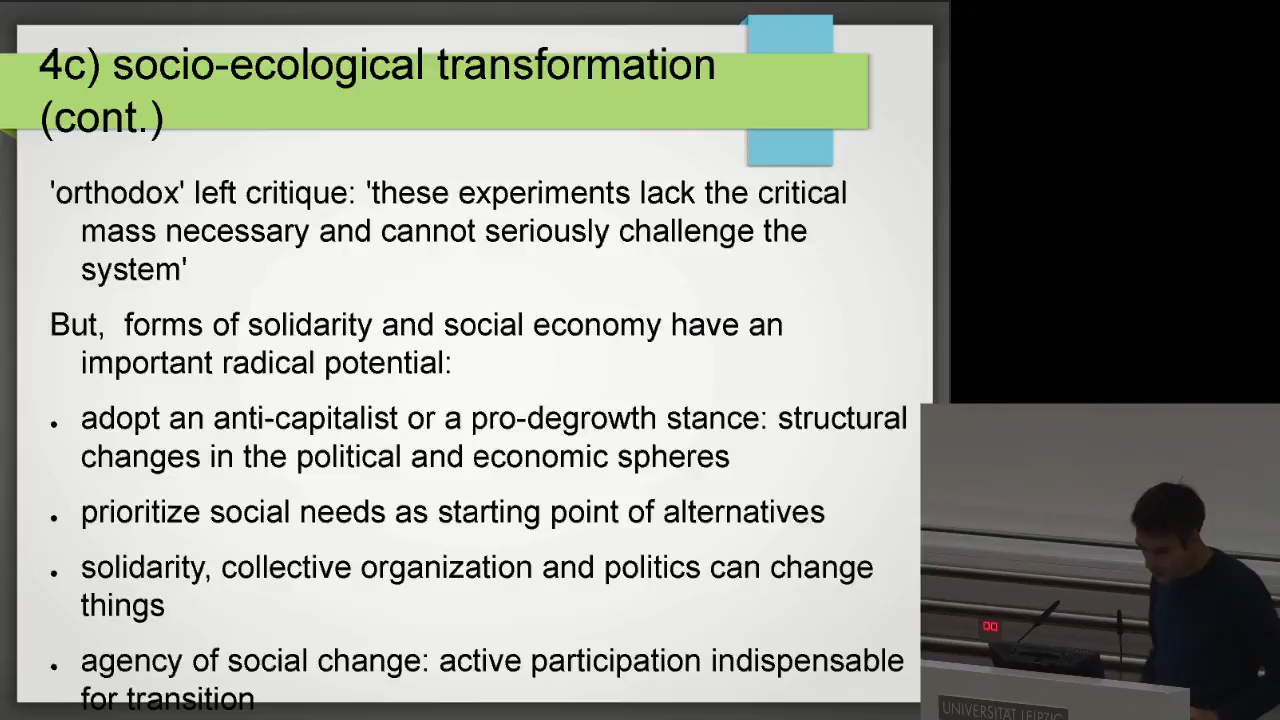 4c) socio-ecological transformation
(cont.)
'orthodox' left critique: 'these experiments lack the critical
mass necessary and cannot seriously challenge the
system'
But, forms of solidarity and social economy have an
important radical potential:
• adopt an anti-capitalist or a pro-degrowth stance: structural
changes in the political and economic spheres
• prioritize social needs as starting point of alternatives
• solidarity, collective organization and politics can change
things
• agency of social change: active participation indispensable
for transition
00
UNIVERSITÄT LEIPZIG